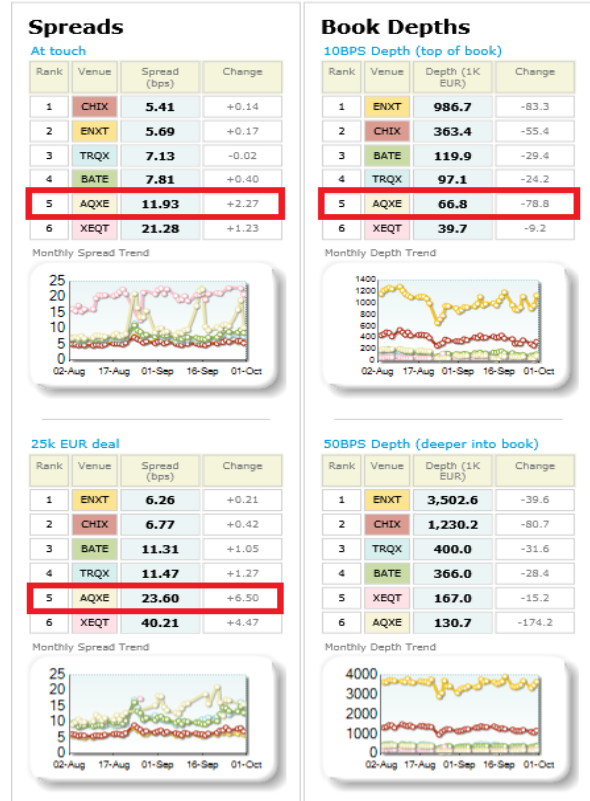 Spreads
At touch
Rank Venue Spread (bps) Change
1 CHIX 5.41 +0.14
2 ENXT 5.69 +0.17
3 TRQX 7.13 -0.02
4 BATE 7.81 +0.40
5 AQXE 11.93 +2.27
6 XEQT 21.28 +1.23
Monthly Spread Trend
25
20
15
10
5
0
02-Aug 17-Aug 01-Sep 16-Sep 01-Oct
25k EUR deal
Rank Venue Spread (bps) Change
1 ENXT 6.26 +0.21
2 CHIX 6.77 +0.42
3 BATE 11.31 +1.05
4 TRQX 11.47 +1.27
5 AQXE 23.60 +6.50
6 XEQT 40.21 +4.47
Monthly Spread Trend
25
20
15
10
5
0
02-Aug 17-Aug 01-Sep 16-Sep 01-Oct
Book Depths
10BPS Depth (top of book)
Rank Venue Depth (1K EUR) Change
1 ENXT 986.7 -83.3
2 CHIX 363.4 -55.4
3 BATE 119.9 -29.4
4 TRQX 97.1 -24.2
5 AQXE 66.8 -78.8
6 XEQT 39.7 -9.2
Monthly Depth Trend
1400
1200
1000
800
600
400
200
0
02-Aug 17-Aug 01-Sep 16-Sep 01-Oct
50BPS Depth (deeper into book)
Rank Venue Depth (1K EUR) Change
1 ENXT 3,502.6 -39.6
2 CHIX 1,230.2 -80.7
3 TRQX 400.0 -31.6
4 BATE 366.0 -28.4
5 XEQT 167.0 -15.2
6 AQXE 130.7 -174.2
Monthly Depth Trend
4000
3000
2000
1000
0
02-Aug 17-Aug 01-Sep 16-Sep 01-Oct